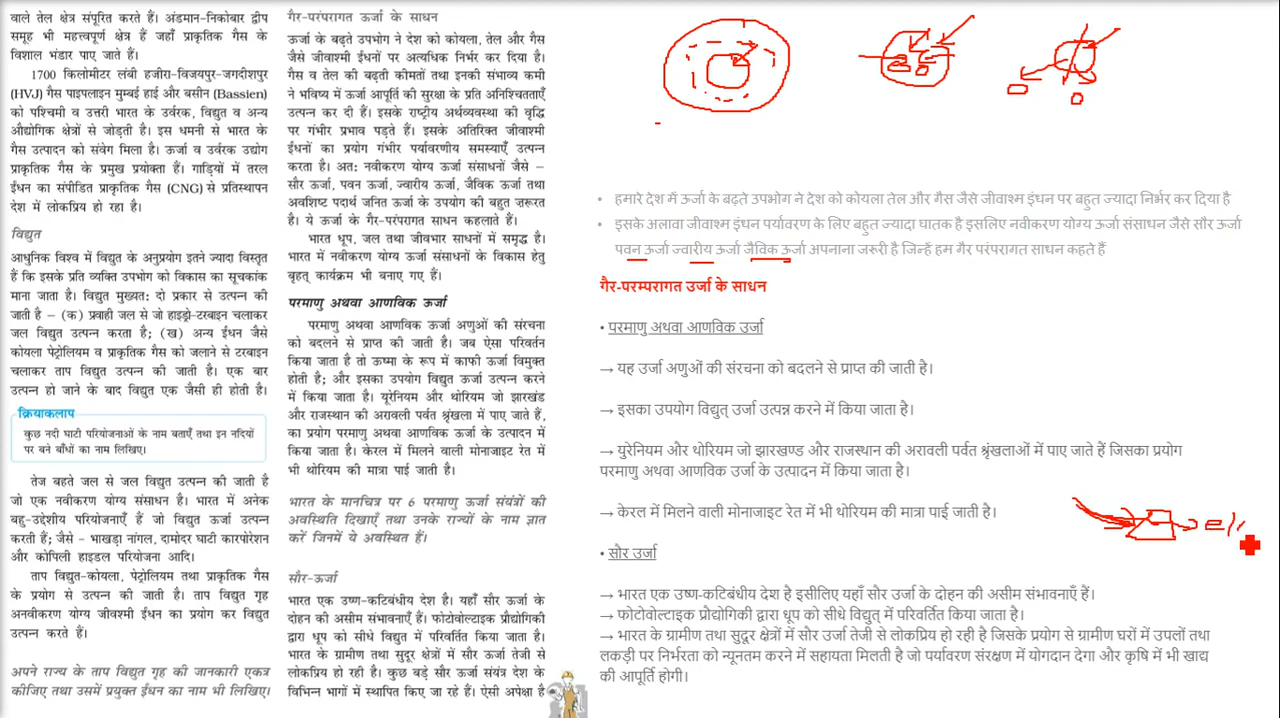 वाले तेल क्षेत्र संपूरित करते हैं। अंडमान-निकोबार द्वीप
समूह भी महत्त्वपूर्ण क्षेत्र हैं जहाँ प्राकृतिक गैस के
विशाल भंडार पाए जाते हैं।
1700 किलोमीटर लंबी हजीरा-विजयपुर-जगदीशपुर
(HVJ) गैस पाइपलाइन मुम्बई हाई और बसीन (Bassien)
को पश्चिमी व उत्तरी भारत के उर्वरक, विद्युत व अन्य
औद्योगिक क्षेत्रों से जोड़ती है। इस धमनी से भारत के
गैस उत्पादन को संवेग मिला है। ऊर्जा व उर्वरक उद्योग
प्राकृतिक गैस के प्रमुख प्रयोक्ता हैं। गाड़ियों में तरल
ईंधन का संपीडित प्राकृतिक गैस (CNG) से प्रतिस्थापन
देश में लोकप्रिय हो रहा है।
विद्युत
आधुनिक विश्व में विद्युत के अनुप्रयोग इतने ज्यादा विस्तृत
हैं कि इसके प्रति व्यक्ति उपभोग को विकास का सूचकांक
माना जाता है। विद्युत मुख्यत: दो प्रकार से उत्पन्न की
जाती है – (क) प्रवाही जल से जो हाइड्रो-टरबाइन चलाकर
जल विद्युत उत्पन्न करता है; (ख) अन्य ईंधन जैसे
कोयला पेट्रोलियम व प्राकृतिक गैस को जलाने से टरबाइन
चलाकर ताप विद्युत उत्पन्न की जाती है। एक बार
उत्पन्न हो जाने के बाद विद्युत एक जैसी ही होती है।
क्रियाकलाप
कुछ नदी घाटी परियोजनाओं के नाम बताएँ तथा इन नदियों
पर बने बाँधों का नाम लिखिए।
तेज बहते जल से जल विद्युत उत्पन्न की जाती है
जो एक नवीकरण योग्य संसाधन है। भारत में अनेक
बहु-उद्देशीय परियोजनाएँ हैं जो विद्युत ऊर्जा उत्पन्न
करती हैं; जैसे – भाखड़ा नांगल, दामोदर घाटी कारपोरेशन
और कोपिली हाइडल परियोजना आदि।
ताप विद्युत-कोयला, पेट्रोलियम तथा प्राकृतिक गैस
के प्रयोग से उत्पन्न की जाती है। ताप विद्युत गृह
अनवीकरण योग्य जीवश्मी ईंधन का प्रयोग कर विद्युत
उत्पन्न करते हैं।
अपने राज्य के ताप विद्युत गृह की जानकारी एकत्र
कीजिए तथा उसमें प्रयुक्त ईंधन का नाम भी लिखिए।
गैर-परंपरागत ऊर्जा के साधन
ऊर्जा के बढ़ते उपभोग ने देश को कोयला, तेल और गैस
जैसे जीवाश्मी ईंधनों पर अत्यधिक निर्भर कर दिया है।
गैस व तेल की बढ़ती कीमतों तथा इनकी संभाव्य कमी
ने भविष्य में ऊर्जा आपूर्ति की सुरक्षा के प्रति अनिश्चितताएँ
उत्पन्न कर दी हैं। इसके राष्ट्रीय अर्थव्यवस्था की वृद्धि
पर गंभीर प्रभाव पड़ते हैं। इसके अतिरिक्त जीवाश्मी
ईंधनों का प्रयोग गंभीर पर्यावरणीय समस्याएँ उत्पन्न
करता है। अत: नवीकरण योग्य ऊर्जा संसाधनों जैसे –
सौर ऊर्जा, पवन ऊर्जा, ज्वारीय ऊर्जा, जैविक ऊर्जा तथा
अवशिष्ट पदार्थ जनित ऊर्जा के उपयोग की बहुत ज़रूरत
है। ये ऊर्जा के गैर-परंपरागत साधन कहलाते हैं।
भारत धूप, जल तथा जीवभार साधनों में समृद्ध है।
भारत में नवीकरण योग्य ऊर्जा संसाधनों के विकास हेतु
बृहत् कार्यक्रम भी बनाए गए हैं।
परमाणु अथवा आणविक ऊर्जा
परमाणु अथवा आणविक ऊर्जा अणुओं की संरचना
को बदलने से प्राप्त की जाती है। जब ऐसा परिवर्तन
किया जाता है तो ऊष्मा के रूप में काफी ऊर्जा विमुक्त
होती है; और इसका उपयोग विद्युत ऊर्जा उत्पन्न करने
में किया जाता है। यूरेनियम और थोरियम जो झारखंड
और राजस्थान की अरावली पर्वत श्रृंखला में पाए जाते हैं,
का प्रयोग परमाणु अथवा आणविक ऊर्जा के उत्पादन में
किया जाता है। केरल में मिलने वाली मोनाजाइट रेत में
भी थोरियम की मात्रा पाई जाती है।
भारत के मानचित्र पर 6 परमाणु ऊर्जा संयंत्रों की
अवस्थिति दिखाएँ तथा उनके राज्यों के नाम ज्ञात
करें जिनमें ये अवस्थित हैं।
सौर-ऊर्जा
भारत एक उष्ण-कटिबंधीय देश है। यहाँ सौर ऊर्जा के
दोहन की असीम संभावनाएँ हैं। फोटोवोल्टाइक प्रौद्योगिकी
द्वारा धूप को सीधे विद्युत में परिवर्तित किया जाता है।
भारत के ग्रामीण तथा सुदूर क्षेत्रों में सौर ऊर्जा तेजी से
लोकप्रिय हो रही है। कुछ बड़े सौर ऊर्जा संयंत्र देश के
विभिन्न भागों में स्थापित किए जा रहे हैं। ऐसी अपेक्षा है
• हमारे देश में ऊर्जा के बढ़ते उपभोग ने देश को कोयला तेल और गैस जैसे जीवाश्म इंधन पर बहुत ज्यादा निर्भर कर दिया है
• इसके अलावा जीवाश्म इंधन पर्यावरण के लिए बहुत ज्यादा घातक है इसलिए नवीकरण योग्य ऊर्जा संसाधन जैसे सौर ऊर्जा
पवन ऊर्जा ज्वारीय ऊर्जा जैविक ऊर्जा अपनाना जरूरी है जिन्हें हम गैर परंपरागत साधन कहते हैं
गैर-परम्परागत उर्जा के साधन
• परमाणु अथवा आणविक उर्जा
→ यह उर्जा अणुओं की संरचना को बदलने से प्राप्त की जाती है।
→ इसका उपयोग विद्युत् उर्जा उत्पन्न करने में किया जाता है।
→ युरेनियम और थोरियम जो झारखण्ड और राजस्थान की अरावली पर्वत श्रृंखलाओं में पाए जाते हैं जिसका प्रयोग
परमाणु अथवा आणविक उर्जा के उत्पादन में किया जाता है।
→ केरल में मिलने वाली मोनाजाइट रेत में भी थोरियम की मात्रा पाई जाती है।
• सौर उर्जा
→ भारत एक उष्ण-कटिबंधीय देश है इसीलिए यहाँ सौर उर्जा के दोहन की असीम संभावनाएँ हैं।
→ फोटोवोल्टाइक प्रौद्योगिकी द्वारा धूप को सीधे विद्युत् में परिवर्तित किया जाता है।
→ भारत के ग्रामीण तथा सुदूर क्षेत्रों में सौर उर्जा तेजी से लोकप्रिय हो रही है जिसके प्रयोग से ग्रामीण घरों में उपलों तथा
लकड़ी पर निर्भरता को न्यूनतम करने में सहायता मिलती है जो पर्यावरण संरक्षण में योगदान देगा और कृषि में भी खाद्य
की आपूर्ति होगी।